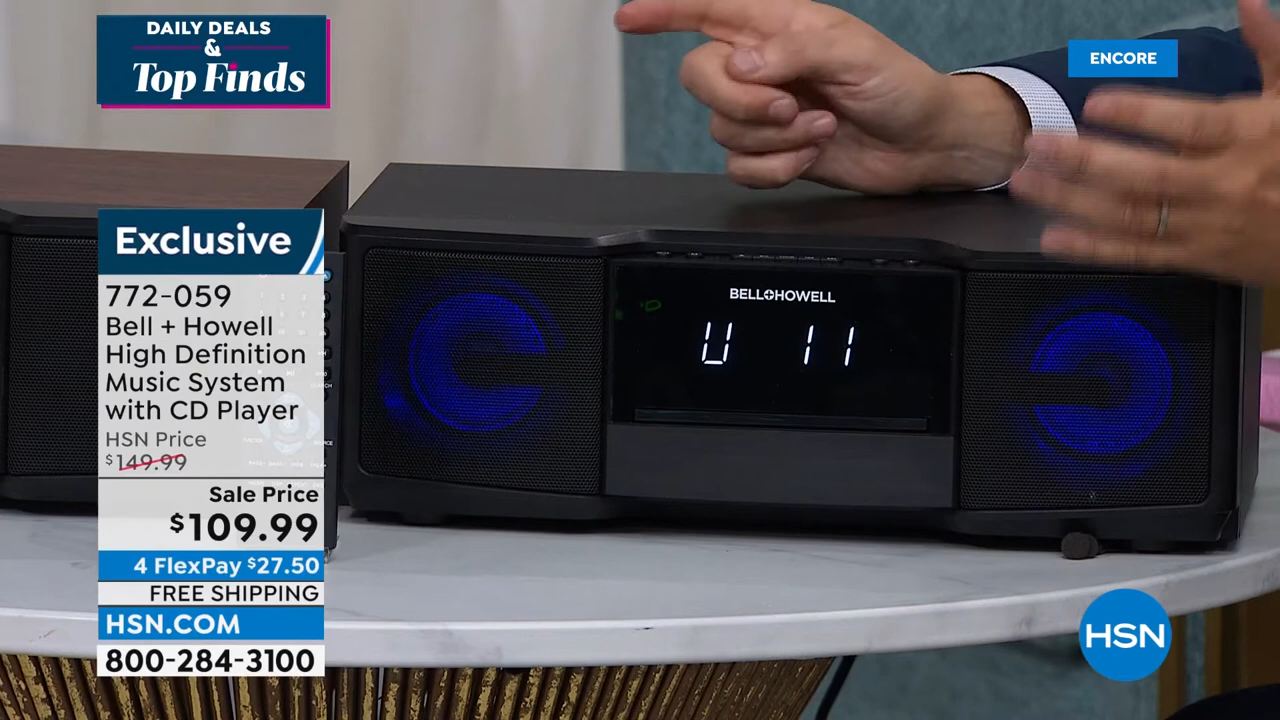 DAILY DEALS
&
Top Finds
ENCORE
Exclusive
772-059
Bell + Howell
High Definition
Music System
with CD Player
HSN Price
$149.99
Sale Price
$109.99
4 FlexPay $27.50
FREE SHIPPING
HSN.COM
800-284-3100
BELL+HOWELL
U 11
HSN